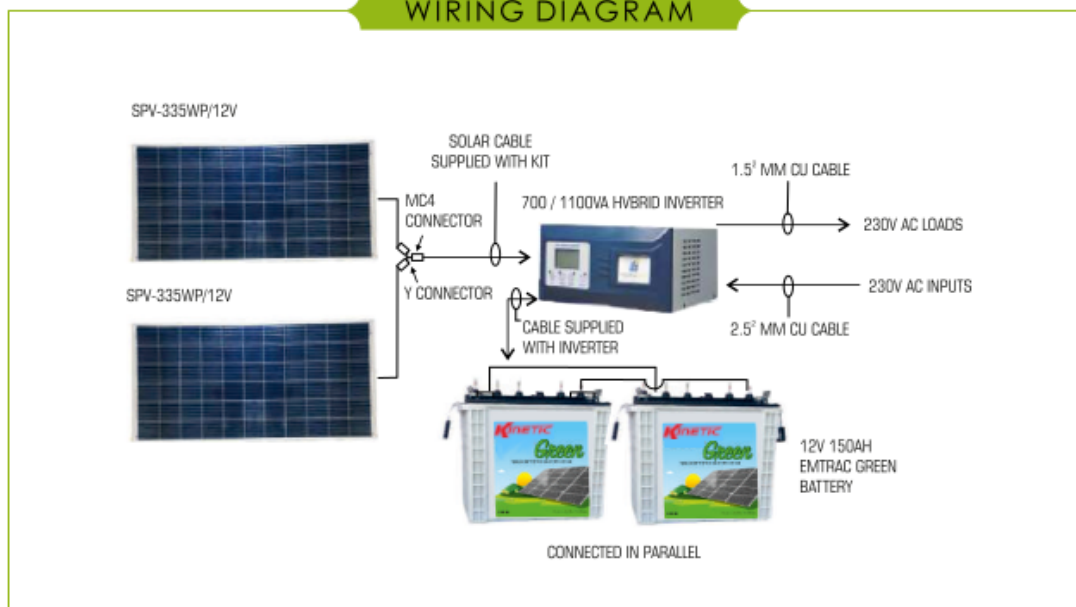 WIRING DIAGRAM
SPV-335WP/12V
SOLAR CABLE
SUPPLIED WITH KIT
MC4
CONNECTOR
700 / 1100VA HVBRID INVERTER
1.5² MM CU CABLE
230V AC LOADS
SPV-335WP/12V
Y CONNECTOR
230V AC INPUTS
2.5² MM CU CABLE
CABLE SUPPLIED
WITH INVERTER
KINETIC
Green
KINETIC
Green
12V 150AH
EMTRAC GREEN
BATTERY
CONNECTED IN PARALLEL